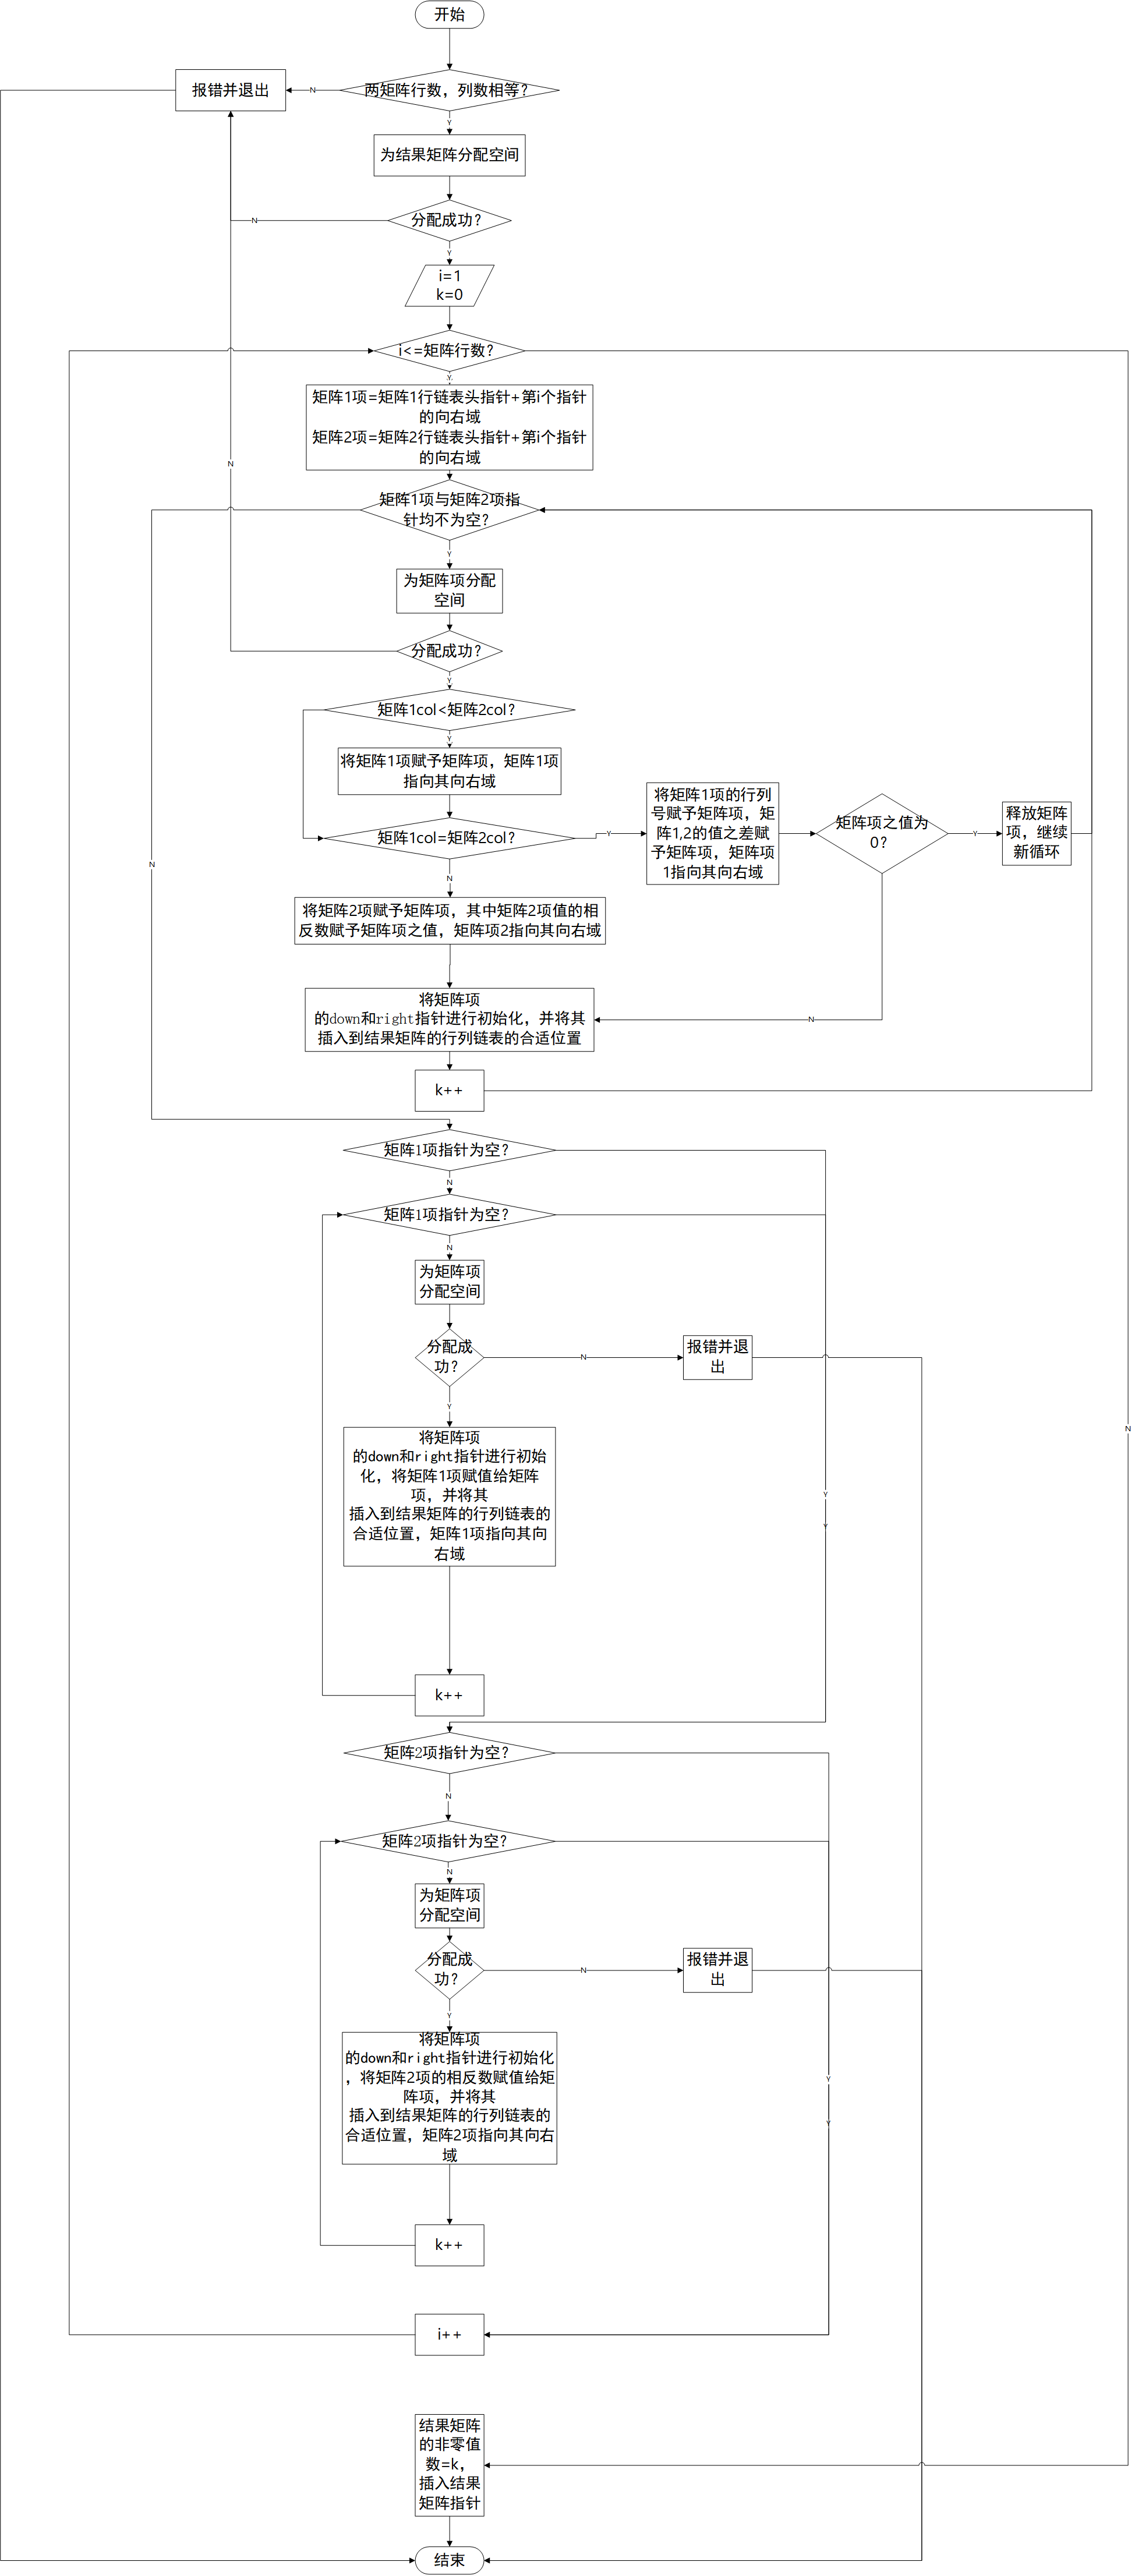 开始
两矩阵行数，列数相等？
N
报错并退出
Y
为结果矩阵分配空间
分配成功？
N
Y
i=1
k=0
i<=矩阵行数？
Y
矩阵1项=矩阵1行链表头指针+第i个指针
的向右域
矩阵2项=矩阵2行链表头指针+第i个指针
的向右域
N
矩阵1项与矩阵2项指
针均不为空？
Y
为矩阵项分配
空间
分配成功？
Y
矩阵1col<矩阵2col？
Y
将矩阵1项赋予矩阵项，矩阵1项
指向其向右域
矩阵1col=矩阵2col？
Y
将矩阵1项的行列
号赋予矩阵项，矩
阵1,2的值之差赋
予矩阵项，矩阵项
1指向其向右域
矩阵项之值为
0？
Y
释放矩阵
项，继续
新循环
N
N
将矩阵2项赋予矩阵项，其中矩阵2项值的相
反数赋予矩阵项之值，矩阵项2指向其向右域
将矩阵项
的down和right指针进行初始化，并将其
插入到结果矩阵的行列链表的合适位置
N
k++
矩阵1项指针为空？
N
矩阵1项指针为空？
N
为矩阵项
分配空间
分配成
功？
N
报错并退
出
Y
N
将矩阵项
的down和right指针进行初始
化，将矩阵1项赋值给矩阵
项，并将其
插入到结果矩阵的行列链表的
合适位置，矩阵1项指向其向
右域
Y
Y
k++
矩阵2项指针为空？
N
矩阵2项指针为空？
N
为矩阵项
分配空间
分配成
功？
N
报错并退
出
Y
将矩阵项
的down和right指针进行初始化
，将矩阵2项的相反数赋值给矩
阵项，并将其
插入到结果矩阵的行列链表的
合适位置，矩阵2项指向其向右
域
Y
Y
k++
i++
结果矩阵
的非零值
数=k，
插入结果
矩阵指针
结束